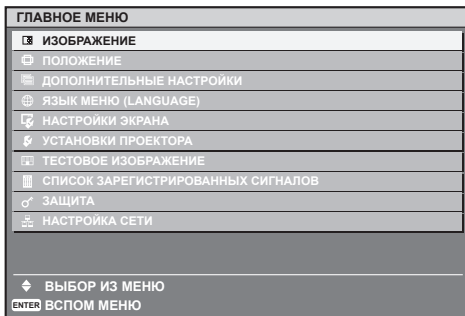 ГЛАВНОЕ МЕНЮ
ИЗОБРАЖЕНИЕ
ПОЛОЖЕНИЕ
ДОПОЛНИТЕЛЬНЫЕ НАСТРОЙКИ
ЯЗЫК МЕНЮ (LANGUAGE)
НАСТРОЙКИ ЭКРАНА
УСТАНОВКИ ПРОЕКТОРА
ТЕСТОВОЕ ИЗОБРАЖЕНИЕ
СПИСОК ЗАРЕГИСТРИРОВАННЫХ СИГНАЛОВ
ЗАЩИТА
НАСТРОЙКА СЕТИ
ВЫБОР ИЗ МЕНЮ
ENTER ВСПОМ МЕНЮ